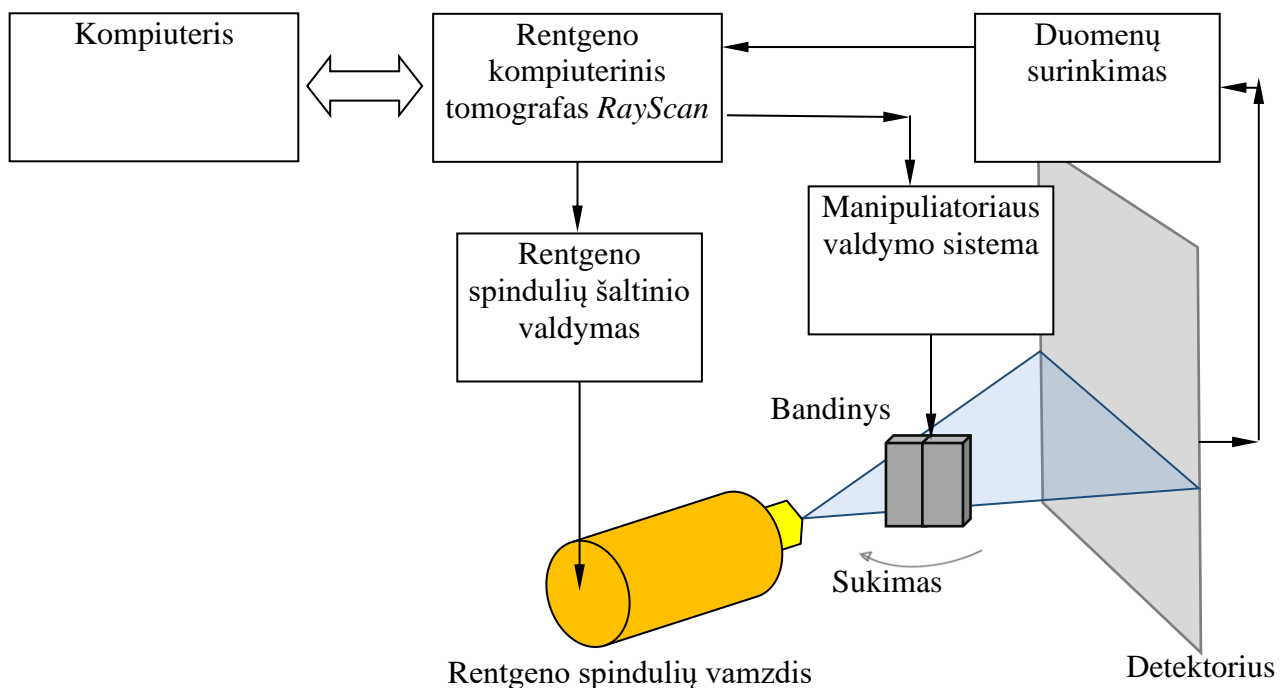 Kompiuteris
Rentgeno
kompiuterinis
tomografas RayScan
Duomenų
surinkimas
Manipuliatoriaus
valdymo sistema
Rentgeno
spindulių šaltinio
valdymas
Bandinys
Sukimas
Rentgeno spindulių vamzdis
Detektorius